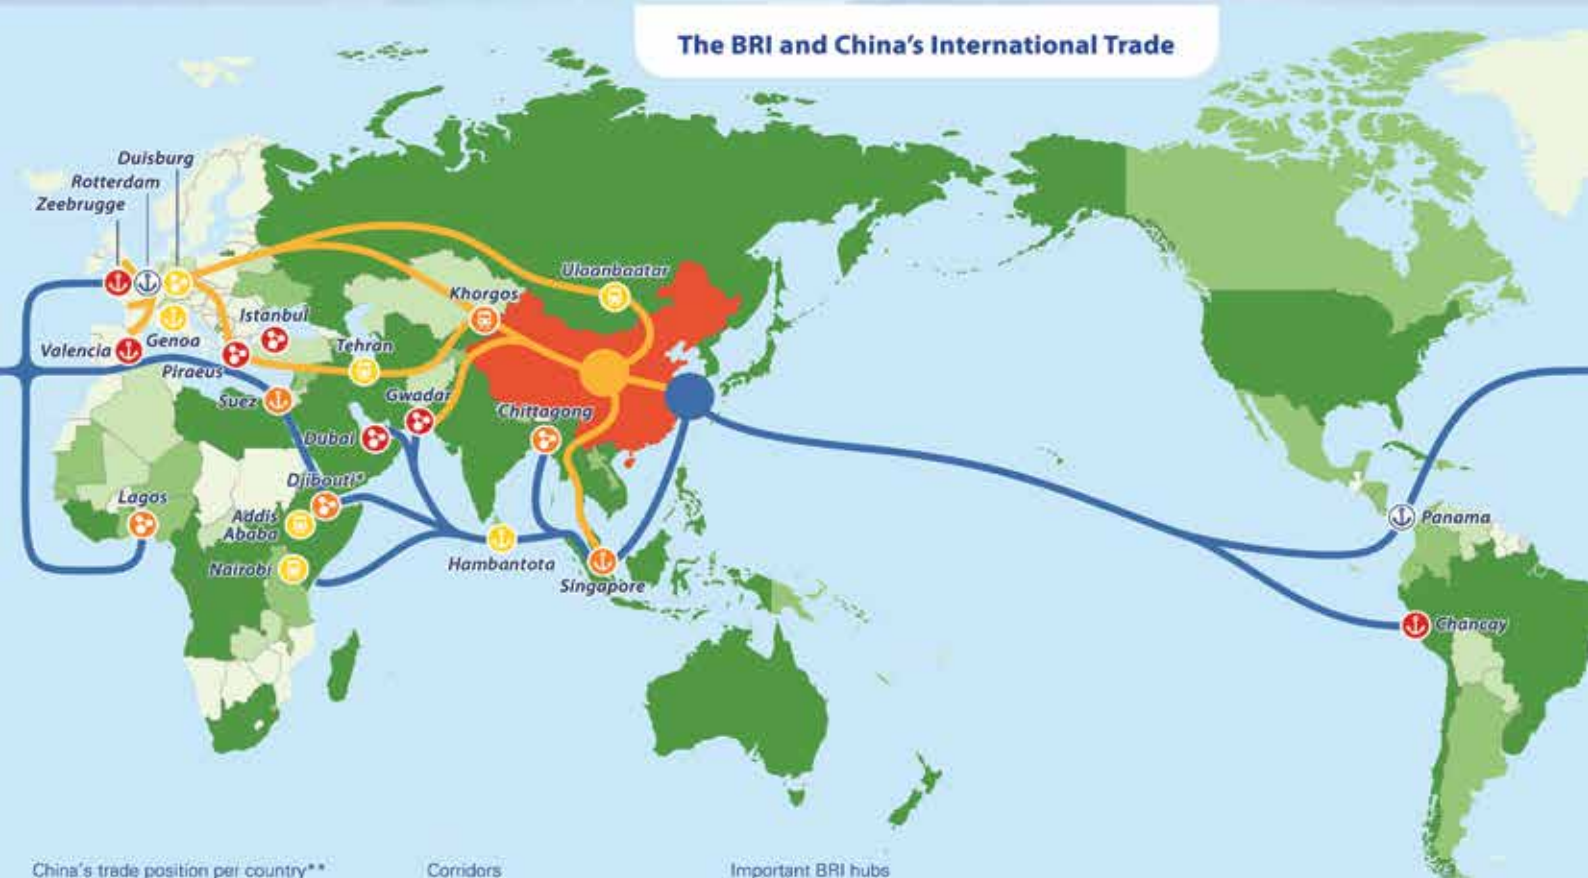 The BRI and China's International Trade
Duisburg
Rotterdam
Zeebrugge
Ulaanbaatar
Khorgos
Istanbul
Genoa
Valencia
Tehran
Piraeus
Gwadar
Suez
Chittagong
Dubai
Djibouti*
Lagos
Addis
Ababa
Panama
Hambantota
Nairobi
Singapore
Chancay
China's trade position per country** Corridors Important BRI hubs